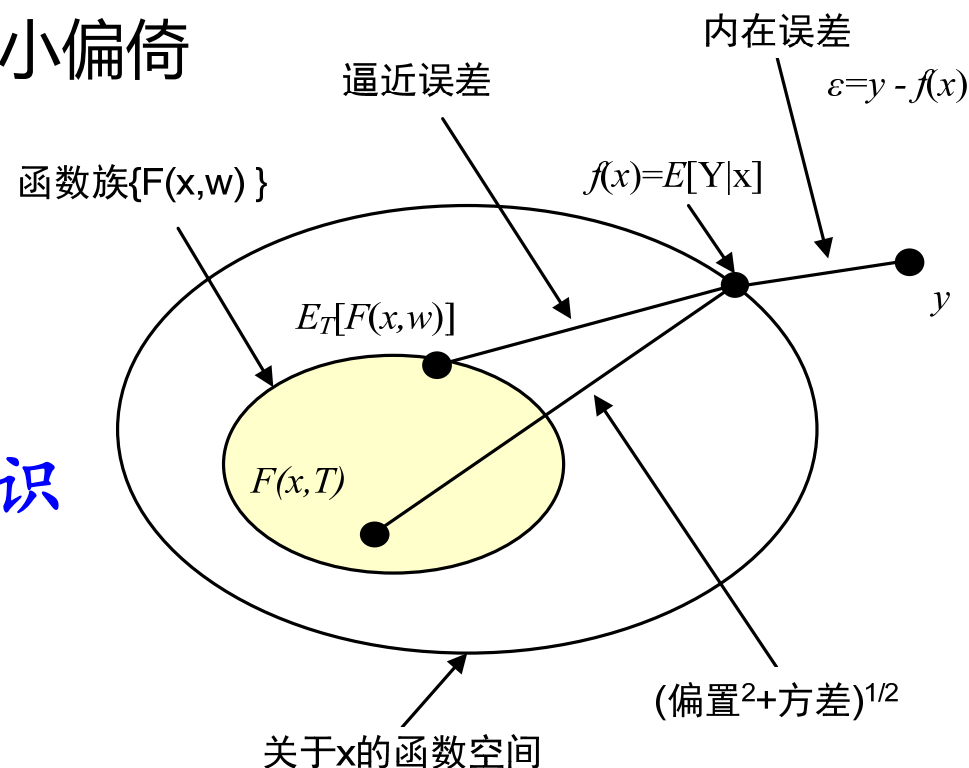 小偏倚
内在误差
逼近误差
ε=y - f(x)
函数族{F(x,w) }
f(x)=E[Y|x]
y
E_T[F(x,w)]
识
F(x,T)
(偏置²+方差)^1/2
关于x的函数空间